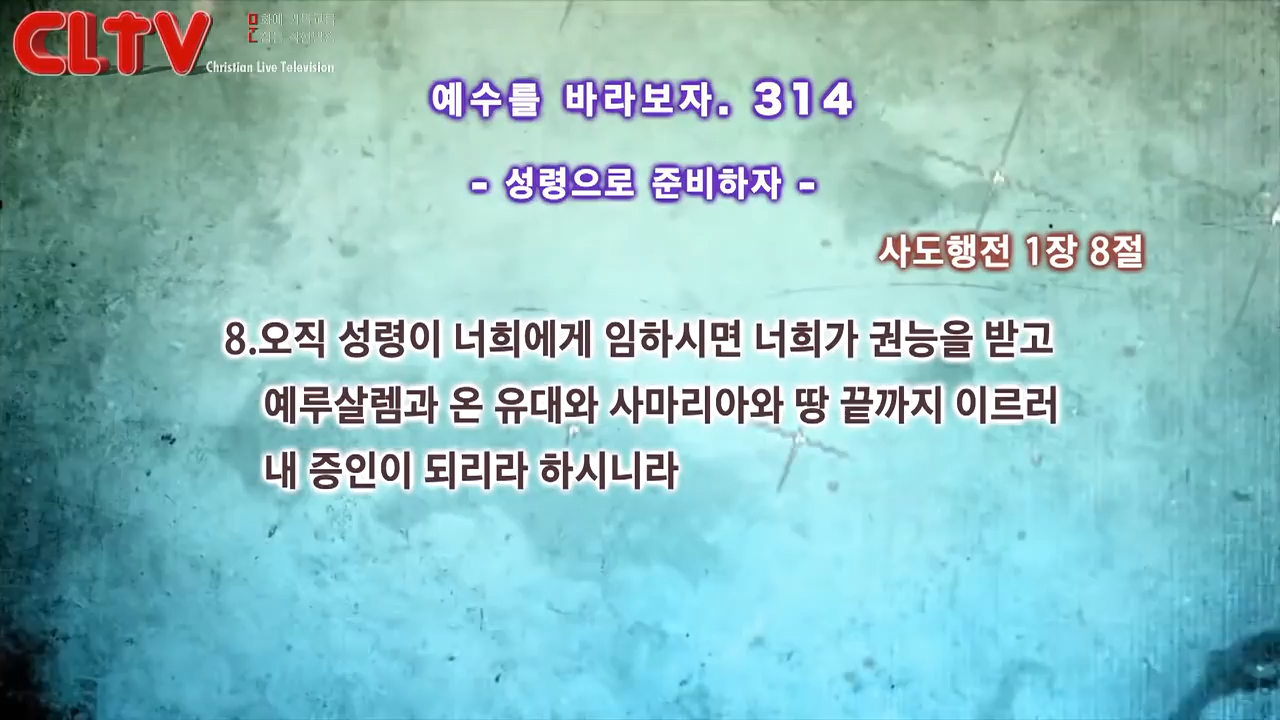 CLTV
Christian Live Television
예수를 바라보자. 314
- 성령으로 준비하자 -
사도행전 1장 8절
8.오직 성령이 너희에게 임하시면 너희가 권능을 받고
예루살렘과 온 유대와 사마리아와 땅 끝까지 이르러
내 증인이 되리라 하시니라